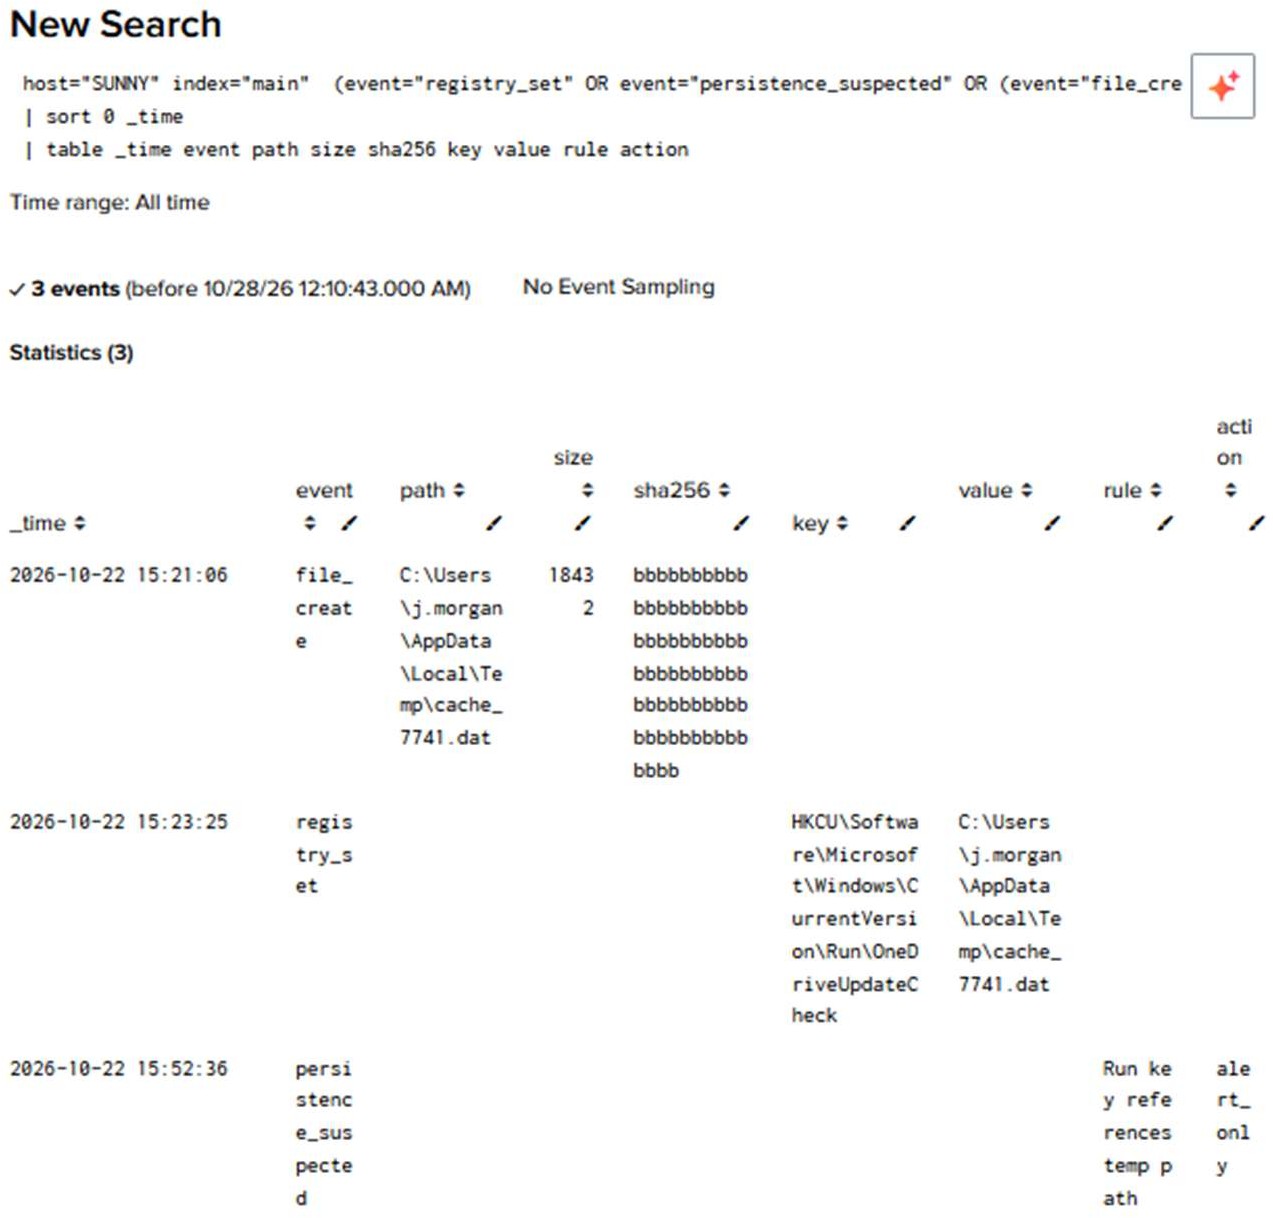 New Search
host="SUNNY" index="main"  (event="registry_set" OR event="persistence_suspected" OR (event="file_cre
| sort 0 _time
| table _time event path size sha256 key value rule action
Time range: All time
✓ 3 events (before 10/28/26 12:10:43.000 AM) No Event Sampling
Statistics (3)
_time
event
path
size
sha256
key
value
rule
acti
on
2026-10-22 15:21:06
file_
creat
e
C:\Users
\j.morgan
\AppData
\Local\Te
mp\cache_
7741.dat
1843
2
bbbbbbbbbb
bbbbbbbbbb
bbbbbbbbbb
bbbbbbbbbb
bbbbbbbbbb
bbbbbbbbbb
bbbb
2026-10-22 15:23:25
regis
try_s
et
HKCU\Softwa
re\Microsof
t\Windows\C
urrentVersi
on\Run\OneD
riveUpdateC
heck
C:\Users
\j.morgan
\AppData
\Local\Te
mp\cache_
7741.dat
2026-10-22 15:52:36
persi
stenc
e_sus
pecte
d
Run ke
y refe
rences
temp p
ath
ale
rt_
onl
y